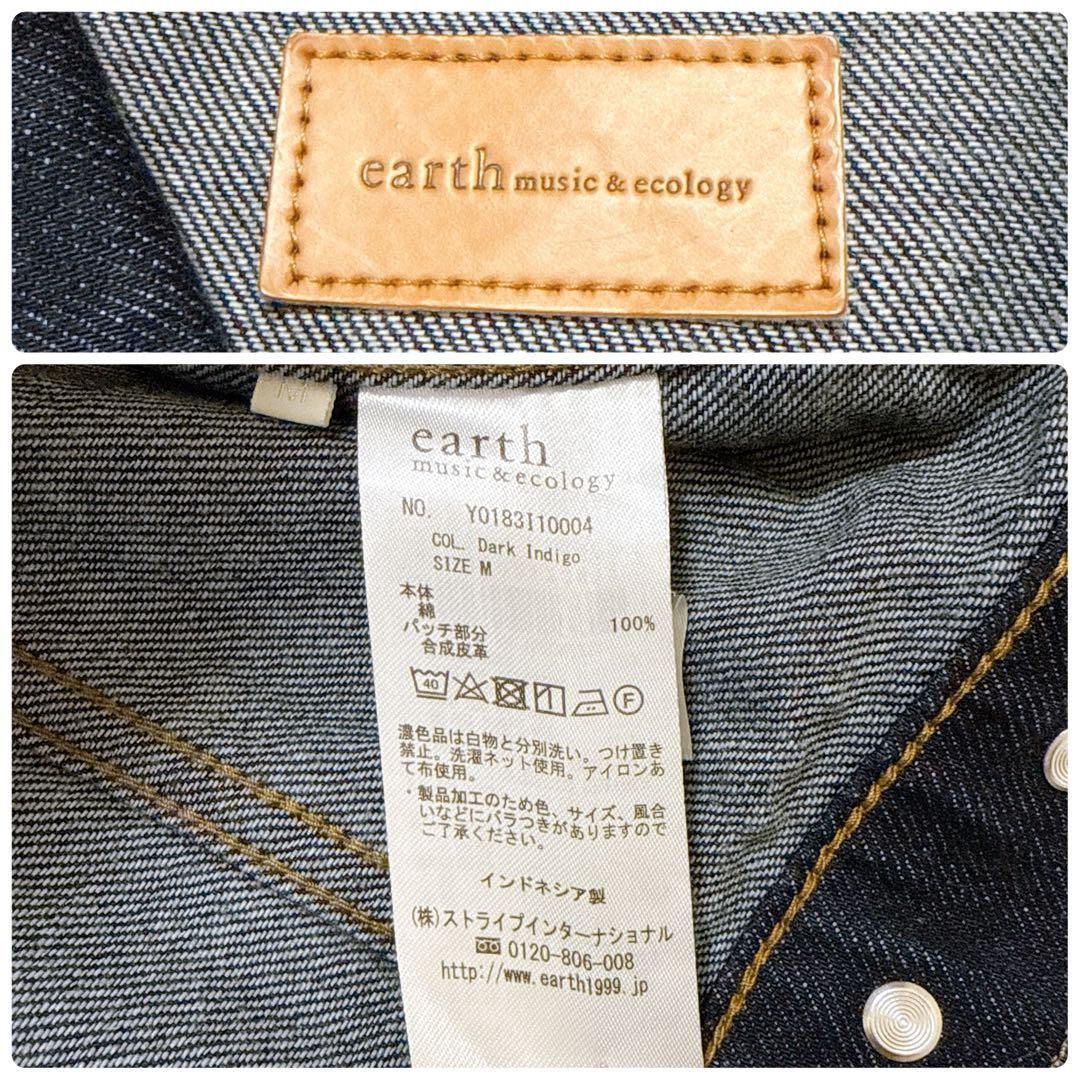 earth music & ecology
M
earth
music & ecology
NO. Y0183I10004
COL. Dark Indigo
SIZE M
本体
綿 100%
パッチ部分
合成皮革
40 F
濃色品は白物と分別洗い。つけ置き
禁止。洗濯ネット使用。アイロンあ
て布使用。
・製品加工のため色、サイズ、風合
いなどにバラつきがありますので
ご了承ください。
インドネシア製
(株)ストライプインターナショナル
0120-806-008
http://www.earth1999.jp